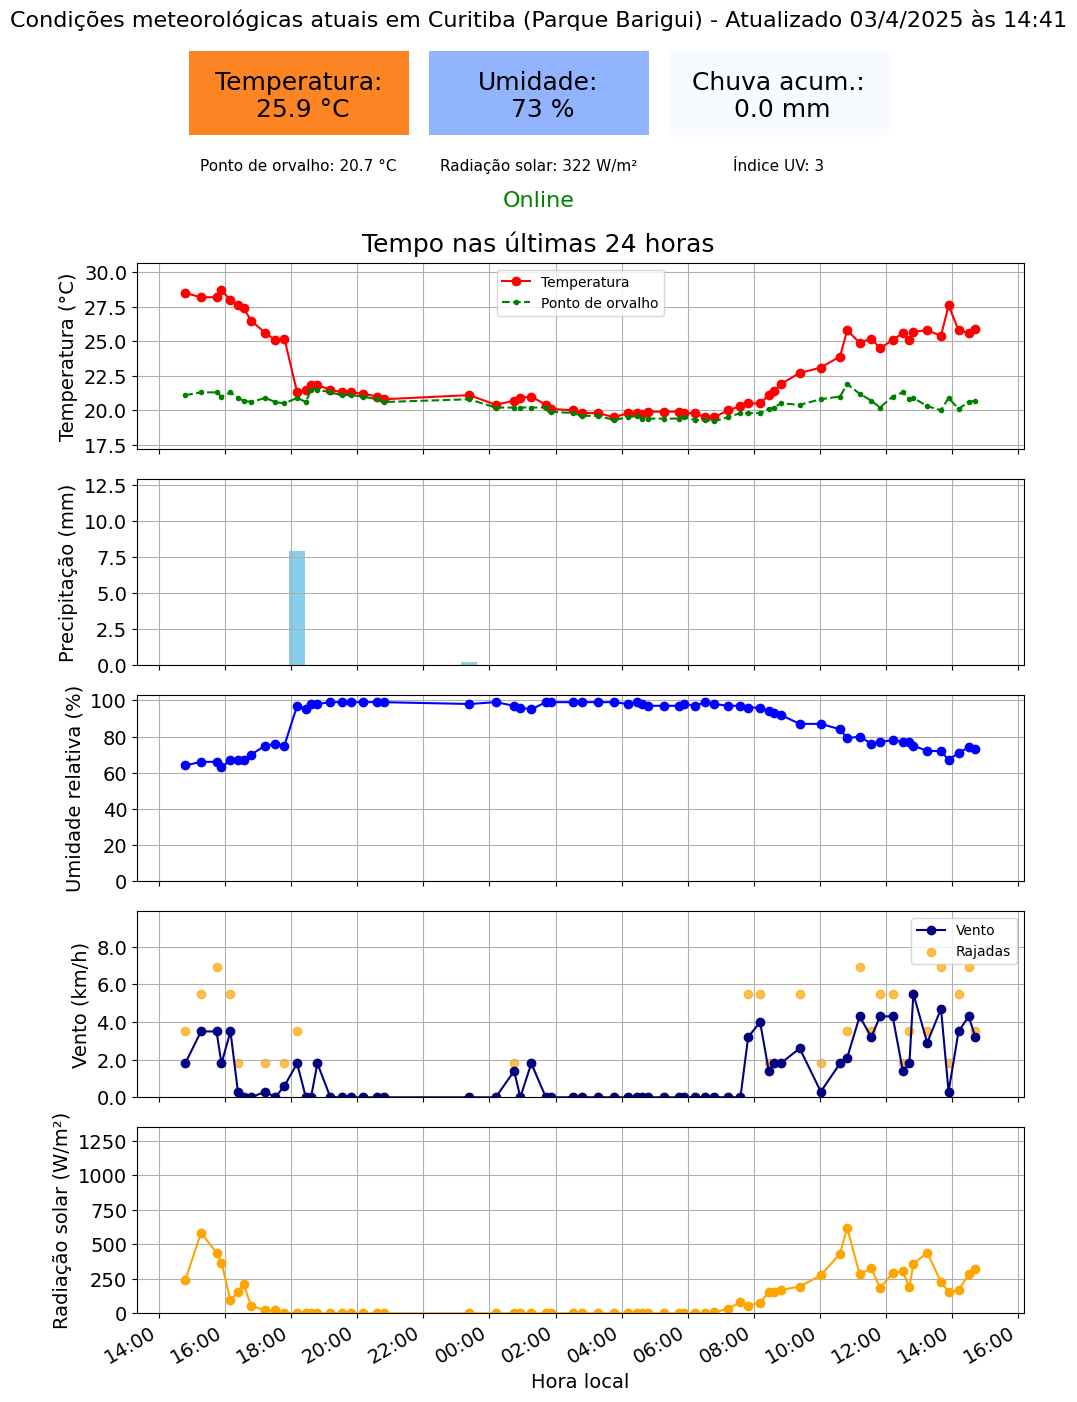 Condições meteorológicas atuais em Curitiba (Parque Barigui) - Atualizado 03/4/2025 às 14:41
Temperatura:
25.9 °C
Umidade:
73 %
Chuva acum.:
0.0 mm
Ponto de orvalho: 20.7 °C
Radiação solar: 322 W/m²
Índice UV: 3
Online
Tempo nas últimas 24 horas
Temperatura (°C)
30.0
27.5
25.0
22.5
20.0
17.5
Temperatura
Ponto de orvalho
Precipitação (mm)
12.5
10.0
7.5
5.0
2.5
0.0
Umidade relativa (%)
100
80
60
40
20
0
Vento (km/h)
8.0
6.0
4.0
2.0
0.0
Vento
Rajadas
Radiação solar (W/m²)
1250
1000
750
500
250
0
14:00
16:00
18:00
20:00
22:00
00:00
02:00
04:00
06:00
08:00
10:00
12:00
14:00
16:00
Hora local